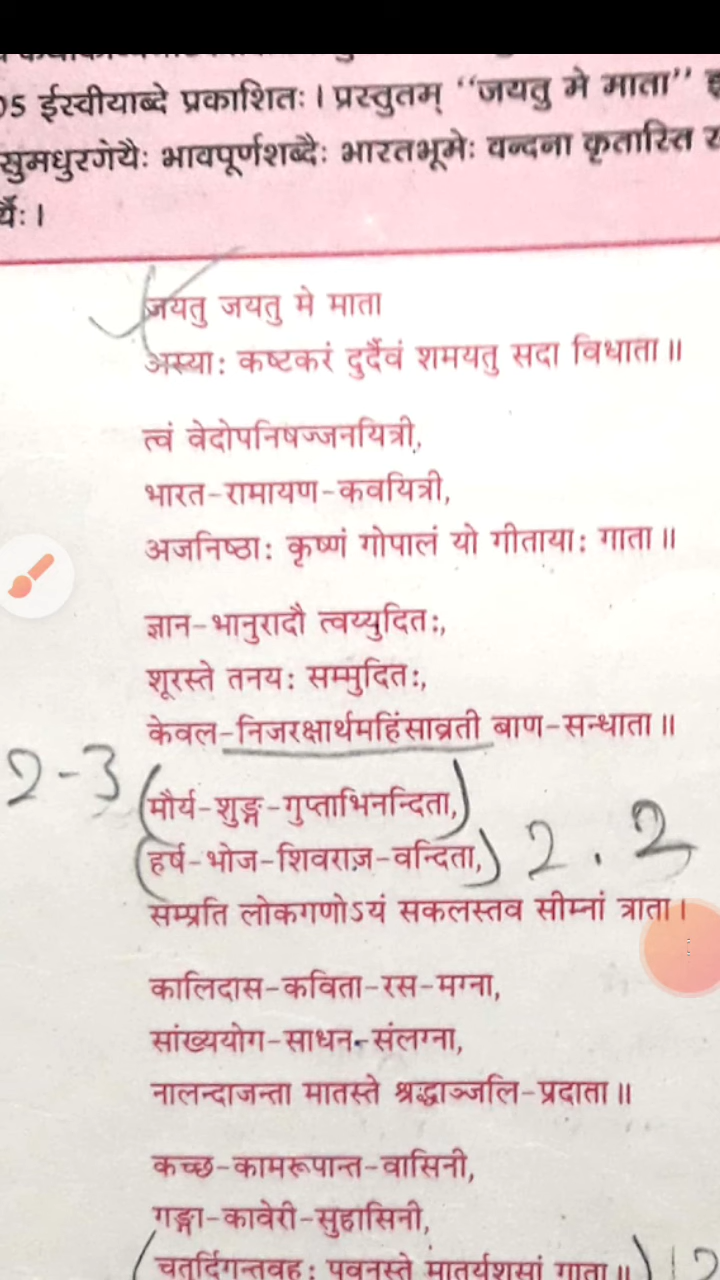 05 ईस्वीयाब्दे प्रकाशितः। प्रस्तुतम् “जयतु मे माता”
सुमधुरगेयैः भावपूर्णशब्दैः भारतभूमेः वन्दना कृतास्ति
र्यैः।
जयतु जयतु मे माता
अस्याः कष्टकरं दुर्दैवं शमयतु सदा विधाता॥
त्वं वेदोपनिषज्जनयित्री,
भारत-रामायण-कवयित्री,
अजनिष्ठाः कृष्णं गोपालं यो गीतायाः गाता॥
ज्ञान-भानुरादौ त्वय्युदितः,
शूरस्ते तनयः सम्मुदितः,
केवल-निजरक्षार्थमहिंसाव्रती बाण-सन्धाता॥
2-3 (मौर्य-शुङ्ग-गुप्ताभिनन्दिता,)
(हर्ष-भोज-शिवराज़-वन्दिता,) 2.2
सम्प्रति लोकगणोऽयं सकलस्तव सीम्नां त्राता।
कालिदास-कविता-रस-मग्ना,
सांख्ययोग-साधन-संलग्ना,
नालन्दाजन्ता मातस्ते श्रद्धाञ्जलि-प्रदाता॥
कच्छ-कामरूपान्त-वासिनी,
गङ्गा-कावेरी-सुहासिनी,
(चतुर्दिगन्तवहः पवनस्ते मातर्यशसां गाता॥)